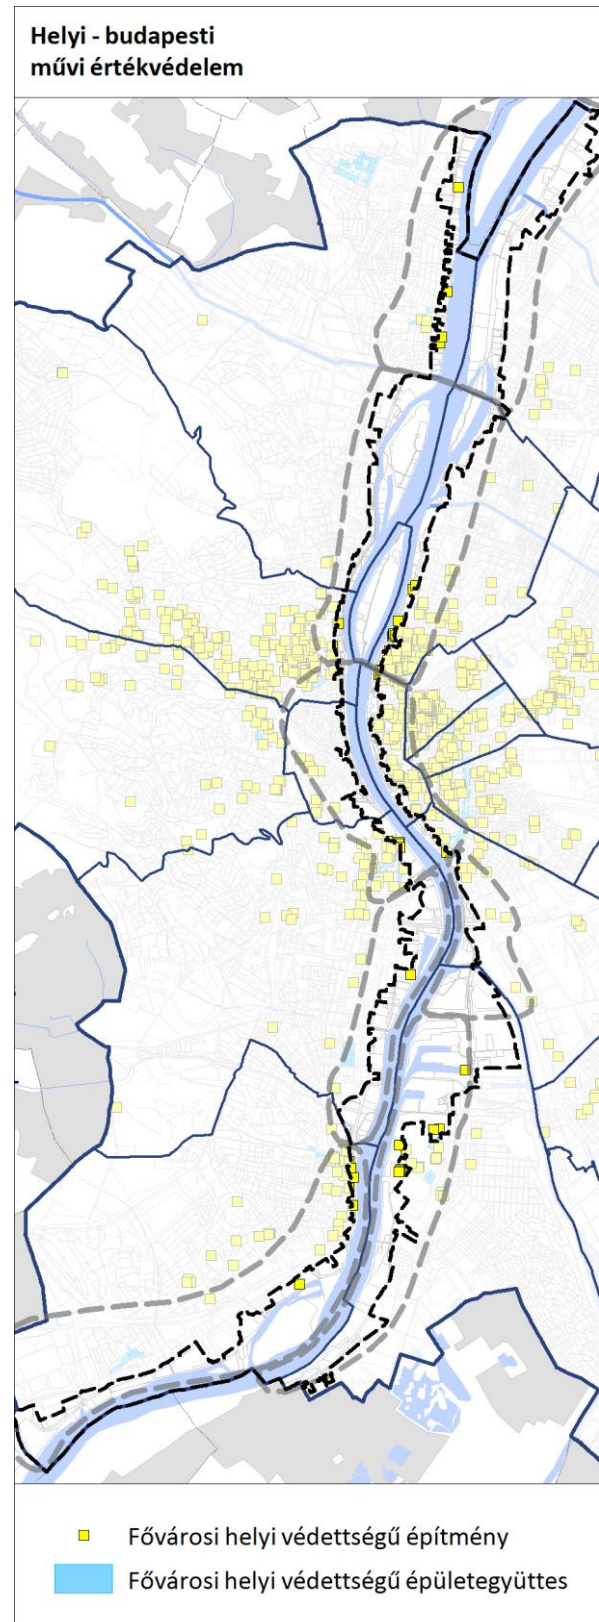 Helyi - budapesti
művi értékvédelem
Fővárosi helyi védettségű építmény
Fővárosi helyi védettségű épületegyüttes